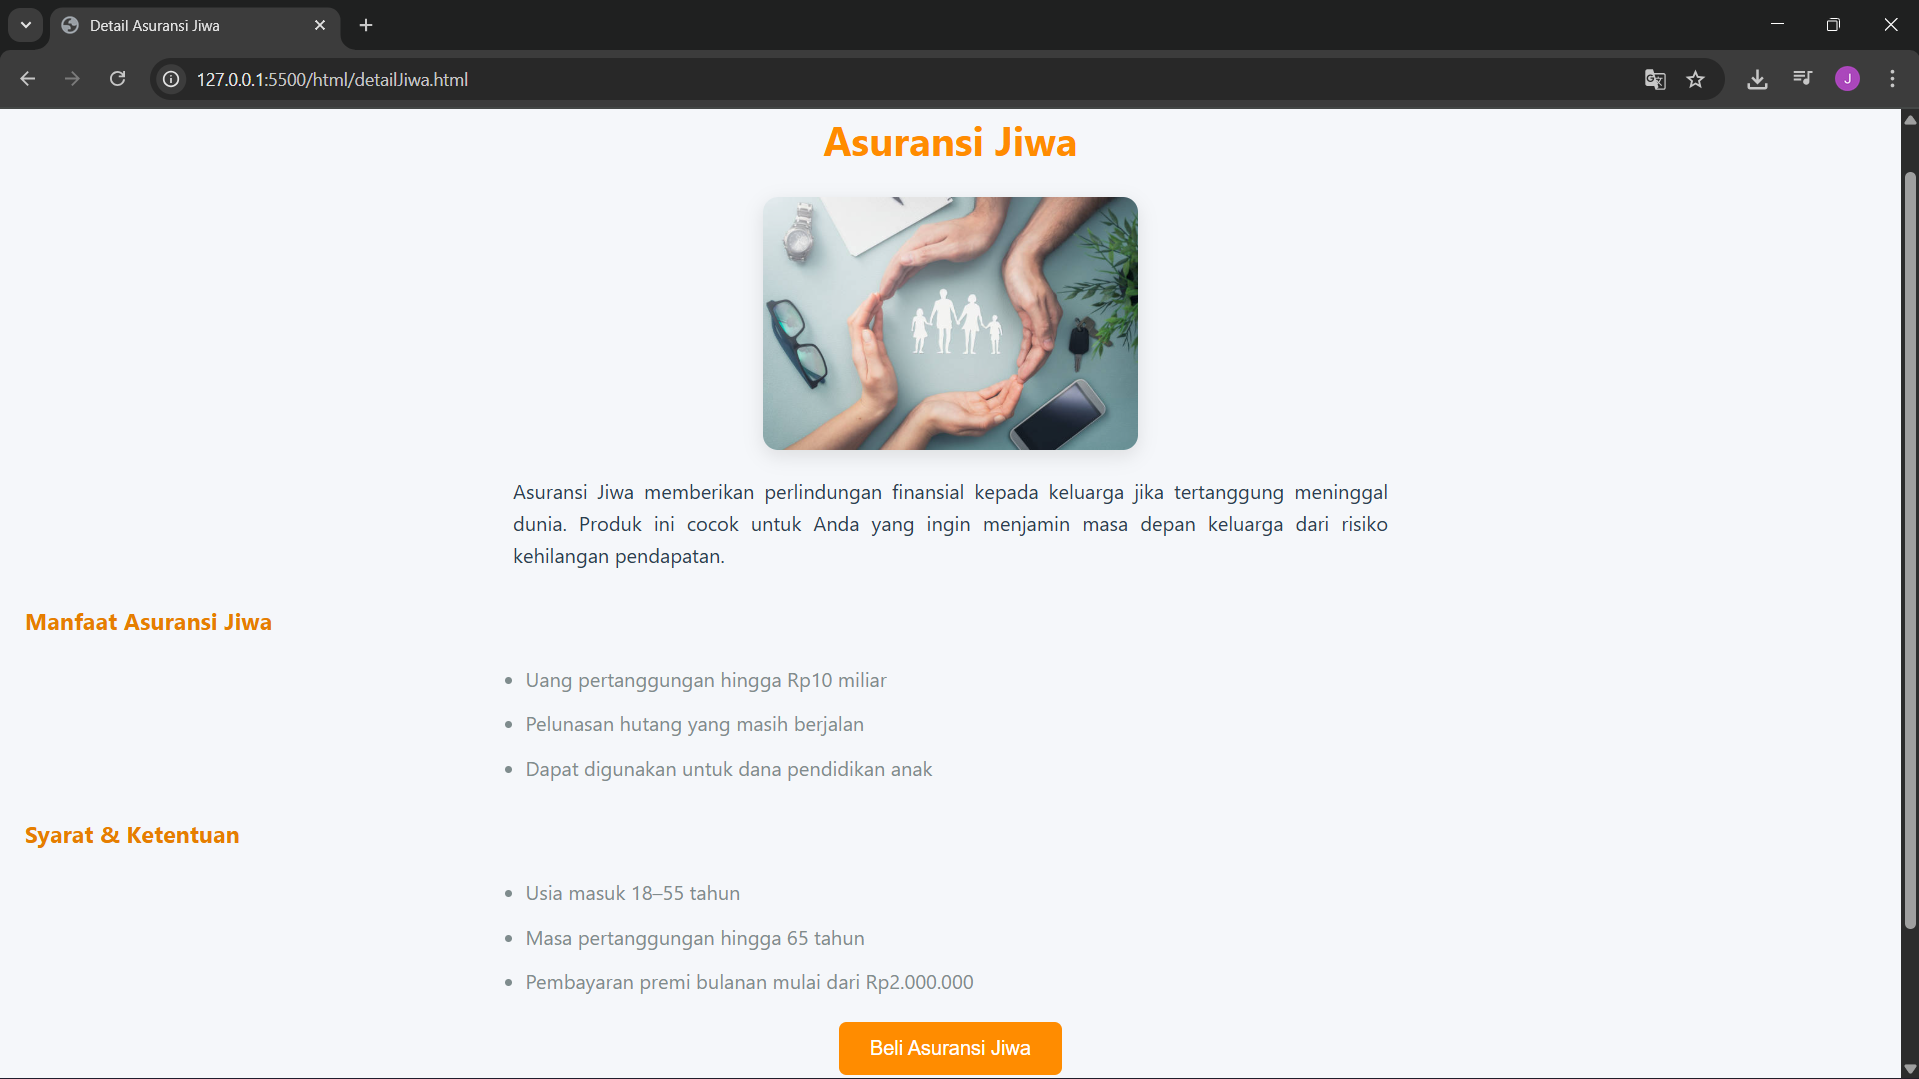 Detail Asuransi Jiwa
127.0.0.1:5500/html/detailJiwa.html
J
Asuransi Jiwa
Asuransi Jiwa memberikan perlindungan finansial kepada keluarga jika tertanggung meninggal
dunia. Produk ini cocok untuk Anda yang ingin menjamin masa depan keluarga dari risiko
kehilangan pendapatan.
Manfaat Asuransi Jiwa
Uang pertanggungan hingga Rp10 miliar
Pelunasan hutang yang masih berjalan
Dapat digunakan untuk dana pendidikan anak
Syarat & Ketentuan
Usia masuk 18–55 tahun
Masa pertanggungan hingga 65 tahun
Pembayaran premi bulanan mulai dari Rp2.000.000
Beli Asuransi Jiwa